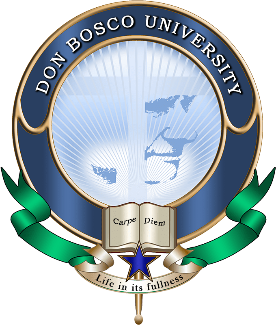 DON BOSCO UNIVERSITY
Carpe Diem
Life in its fullness